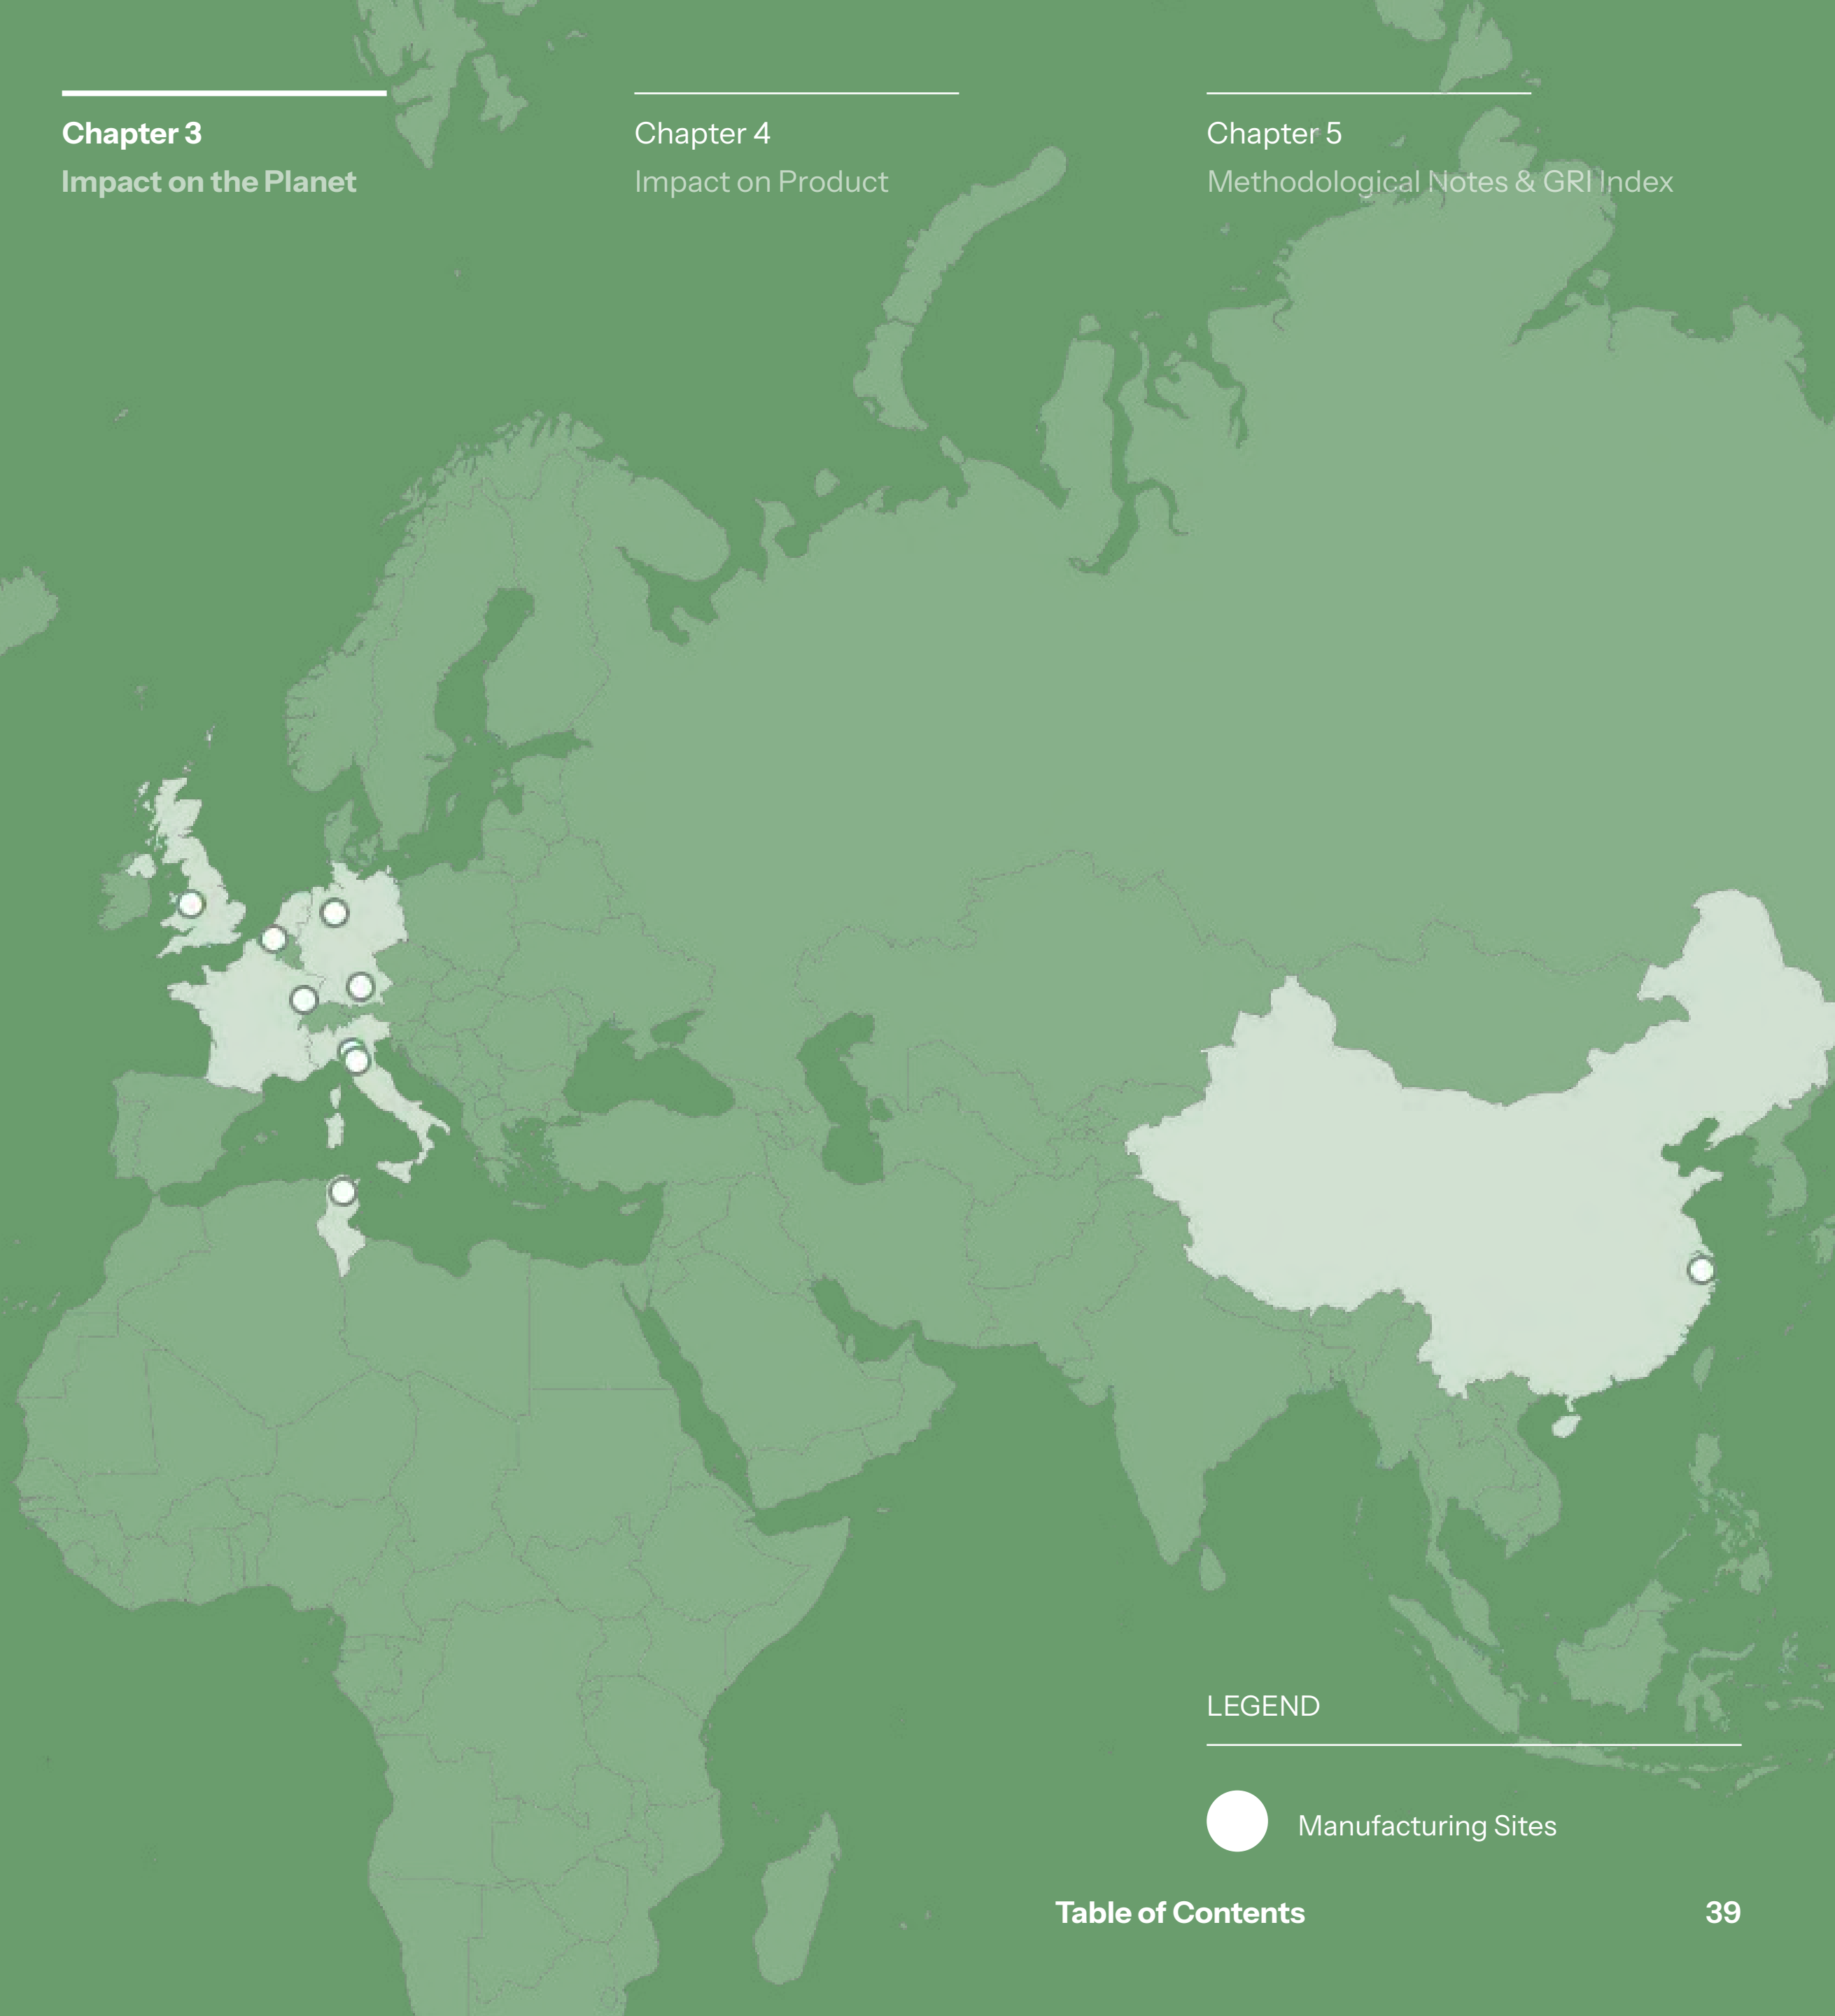 Chapter 3
Impact on the Planet
Chapter 4
Impact on Product
Chapter 5
Methodological Notes & GRI Index
LEGEND
Manufacturing Sites
Table of Contents
39